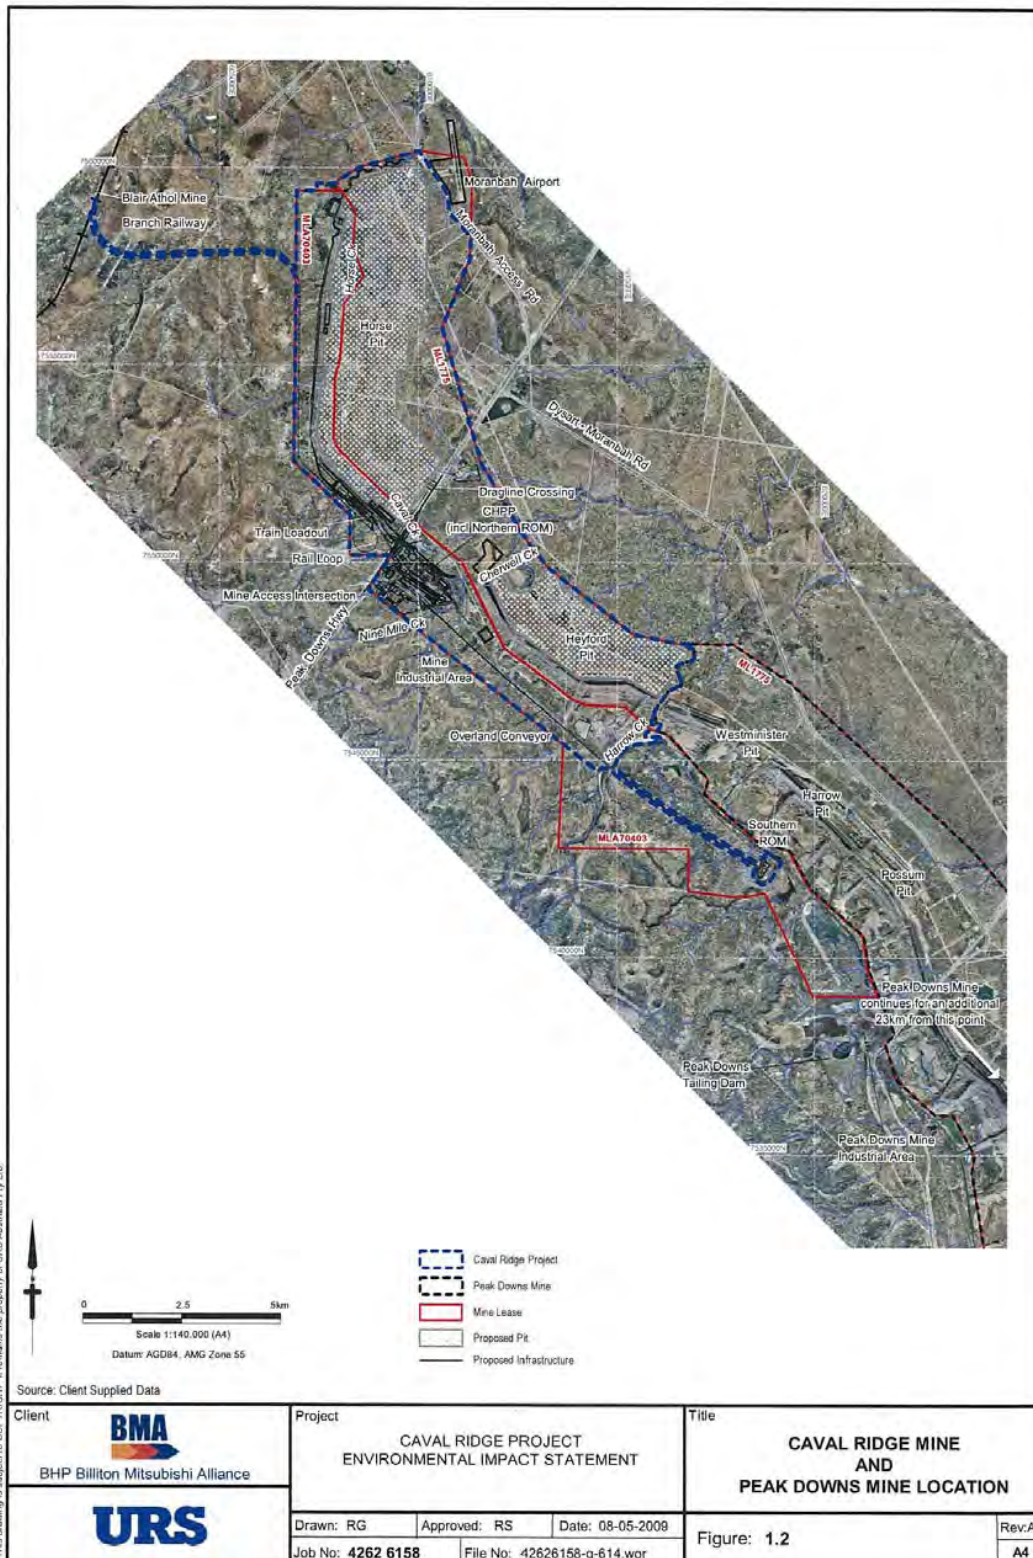 Moranbah Airport
Blair Athol Mine
Branch Railway
MLA70403
Horse Ck
Moranbah Access Rd
Horse
Pit
ML1775
Dysart - Moranbah Rd
Dragline Crossing
CHPP
(incl Northern ROM)
Caval Ck
Train Loadout
Rail Loop
Cherwell Ck
Mine Access Intersection
Nine Mile Ck
Peak Downs Hwy
Heyford
Pit
Mine
Industrial Area
ML1775
Overland Conveyor
Harrow Ck
Westminister
Pit
Harrow
Pit
Southern
ROM
MLA70403
Possum
Pit
Peak Downs Mine
continues for an additional
23km from this point
Peak Downs
Tailing Dam
Peak Downs Mine
Industrial Area
Caval Ridge Project
Peak Downs Mine
Mine Lease
Proposed Pit
Proposed Infrastructure
0 2.5 5km
Scale 1:140,000 (A4)
Datum: AGD84, AMG Zone 55
Source: Client Supplied Data
Client
BMA
BHP Billiton Mitsubishi Alliance
URS
Project
CAVAL RIDGE PROJECT
ENVIRONMENTAL IMPACT STATEMENT
Title
CAVAL RIDGE MINE
AND
PEAK DOWNS MINE LOCATION
Drawn: RG Approved: RS Date: 08-05-2009
Job No: 4262 6158 File No: 42626158-g-614.wor
Figure: 1.2
Rev:A
A4